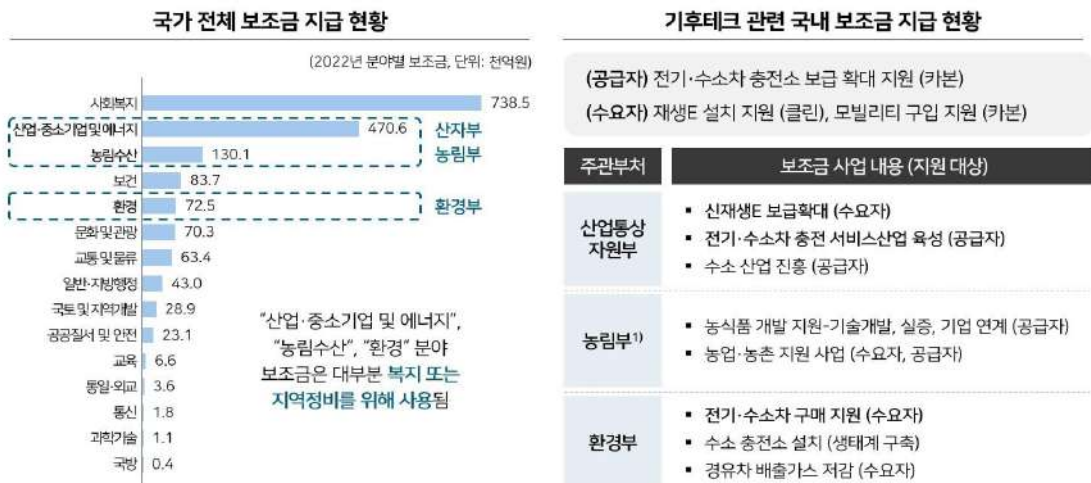 국가 전체 보조금 지급 현황
(2022년 분야별 보조금, 단위: 천억원)
사회복지 738.5
산업·중소기업 및 에너지 470.6 산자부
농림수산 130.1 농림부
보건 83.7
환경 72.5 환경부
문화 및 관광 70.3
교통 및 물류 63.4
일반·지방행정 43.0
국토 및 지역개발 28.9
공공질서 및 안전 23.1
교육 6.6
통일·외교 3.6
통신 1.8
과학기술 1.1
국방 0.4
“산업·중소기업 및 에너지”,
“농림수산”, “환경” 분야
보조금은 대부분 복지 또는
지역정비를 위해 사용됨
기후테크 관련 국내 보조금 지급 현황
(공급자) 전기·수소차 충전소 보급 확대 지원 (카본)
(수요자) 재생E 설치 지원 (클린), 모빌리티 구입 지원 (카본)
주관부처 보조금 사업 내용 (지원 대상)
산업통상
자원부
▪ 신재생E 보급확대 (수요자)
▪ 전기·수소차 충전 서비스산업 육성 (공급자)
▪ 수소 산업 진흥 (공급자)
농림부¹⁾
▪ 농식품 개발 지원-기술개발, 실증, 기업 연계 (공급자)
▪ 농업·농촌 지원 사업 (수요자, 공급자)
환경부
▪ 전기·수소차 구매 지원 (수요자)
▪ 수소 충전소 설치 (생태계 구축)
▪ 경유차 배출가스 저감 (수요자)